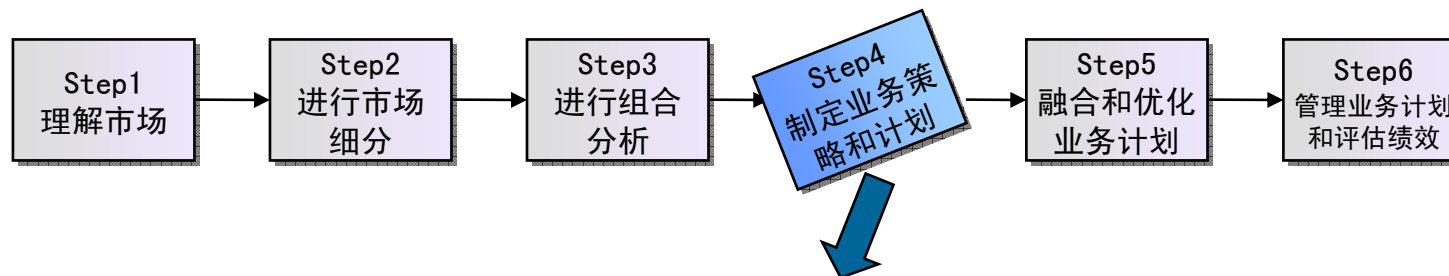 Step1
理解市场
Step2
进行市场
细分
Step3
进行组合
分析
Step4
制定业务策
略和计划
Step5
融合和优化
业务计划
Step6
管理业务计划
和评估绩效